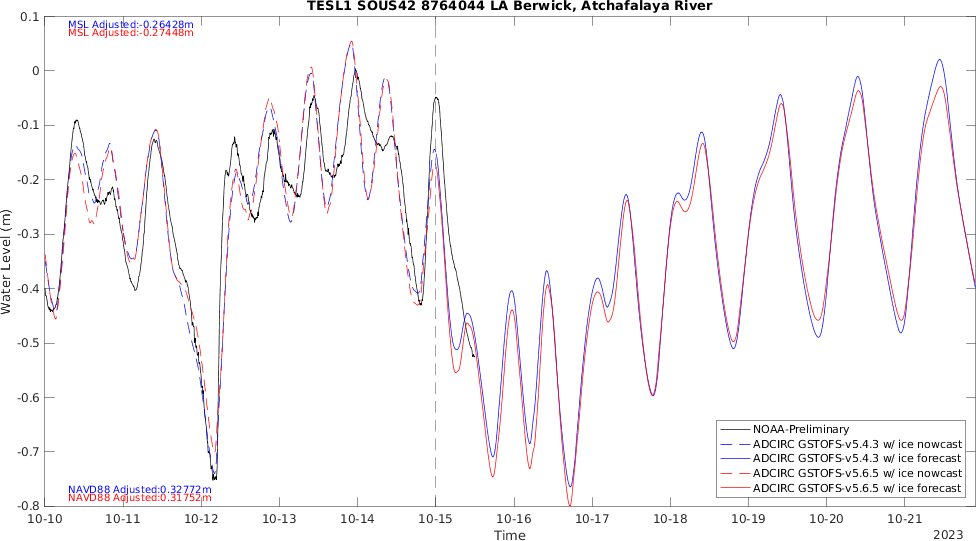 TESL1 SOUS42 8764044 LA Berwick, Atchafalaya River
MSL Adjusted:-0.26428m
MSL Adjusted:-0.27448m
0.1
0
-0.1
-0.2
-0.3
-0.4
-0.5
-0.6
-0.7
-0.8
Water Level (m)
NOAA-Preliminary
ADCIRC GSTOFS-v5.4.3 w/ ice nowcast
ADCIRC GSTOFS-v5.4.3 w/ ice forecast
ADCIRC GSTOFS-v5.6.5 w/ ice nowcast
ADCIRC GSTOFS-v5.6.5 w/ ice forecast
NAVD88 Adjusted:0.32772m
NAVD88 Adjusted:0.31752m
10-10 10-11 10-12 10-13 10-14 10-15 10-16 10-17 10-18 10-19 10-20 10-21
Time
2023